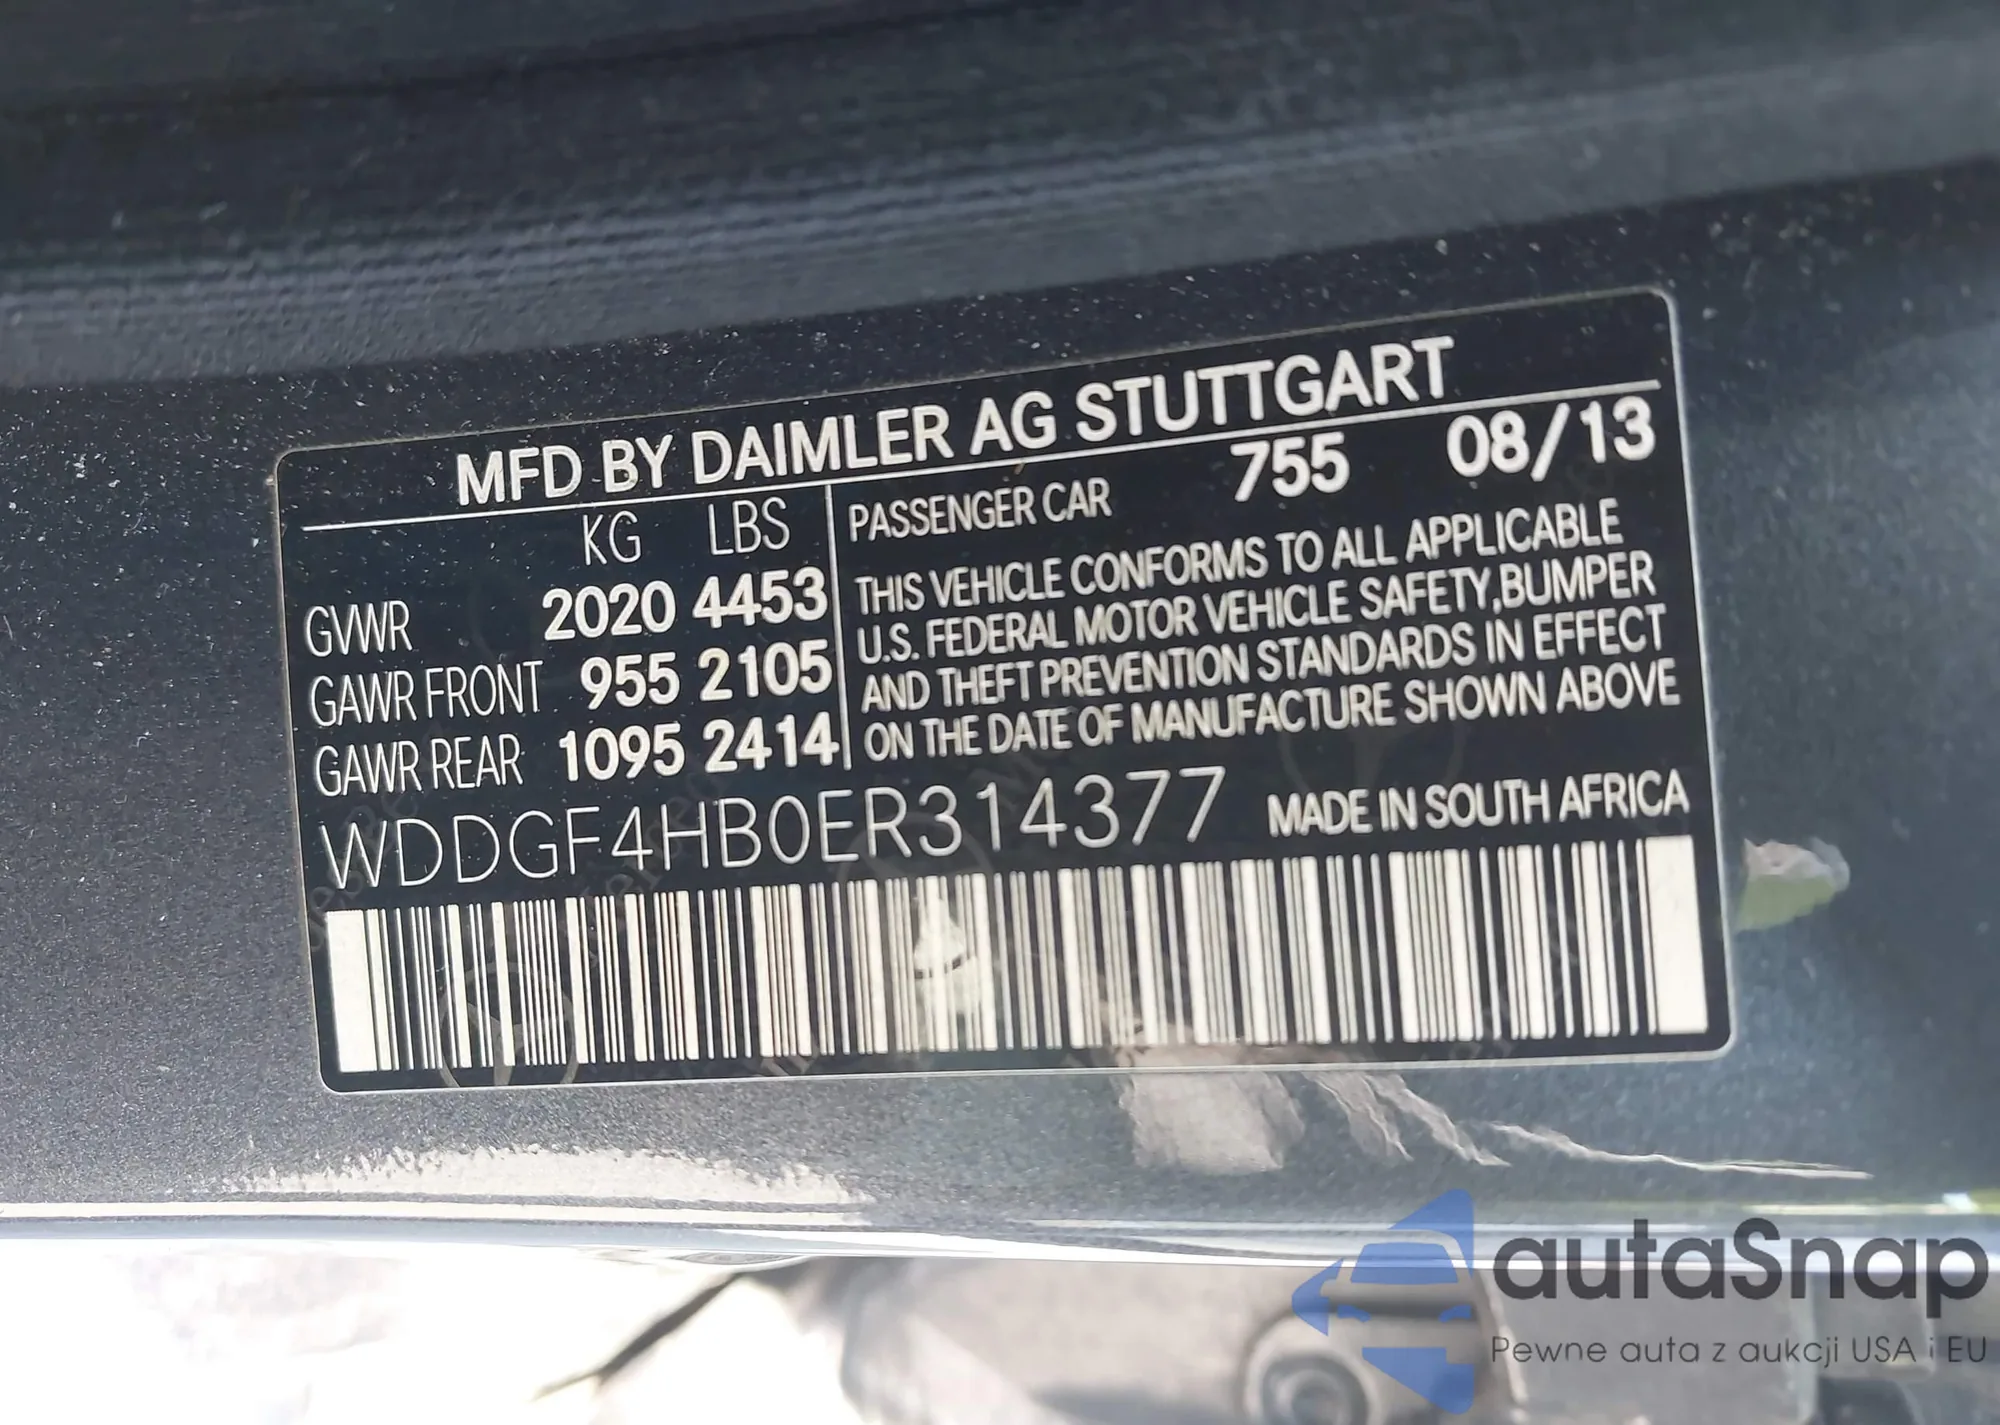 MFD BY DAIMLER AG STUTTGART
KG LBS
GVWR 2020 4453
GAWR FRONT 955 2105
GAWR REAR 1095 2414
PASSENGER CAR 755 08/13
THIS VEHICLE CONFORMS TO ALL APPLICABLE
U.S. FEDERAL MOTOR VEHICLE SAFETY,BUMPER
AND THEFT PREVENTION STANDARDS IN EFFECT
ON THE DATE OF MANUFACTURE SHOWN ABOVE
WDDGF4HB0ER314377 MADE IN SOUTH AFRICA
autaSnap
Pewne auta z aukcji USA i EU